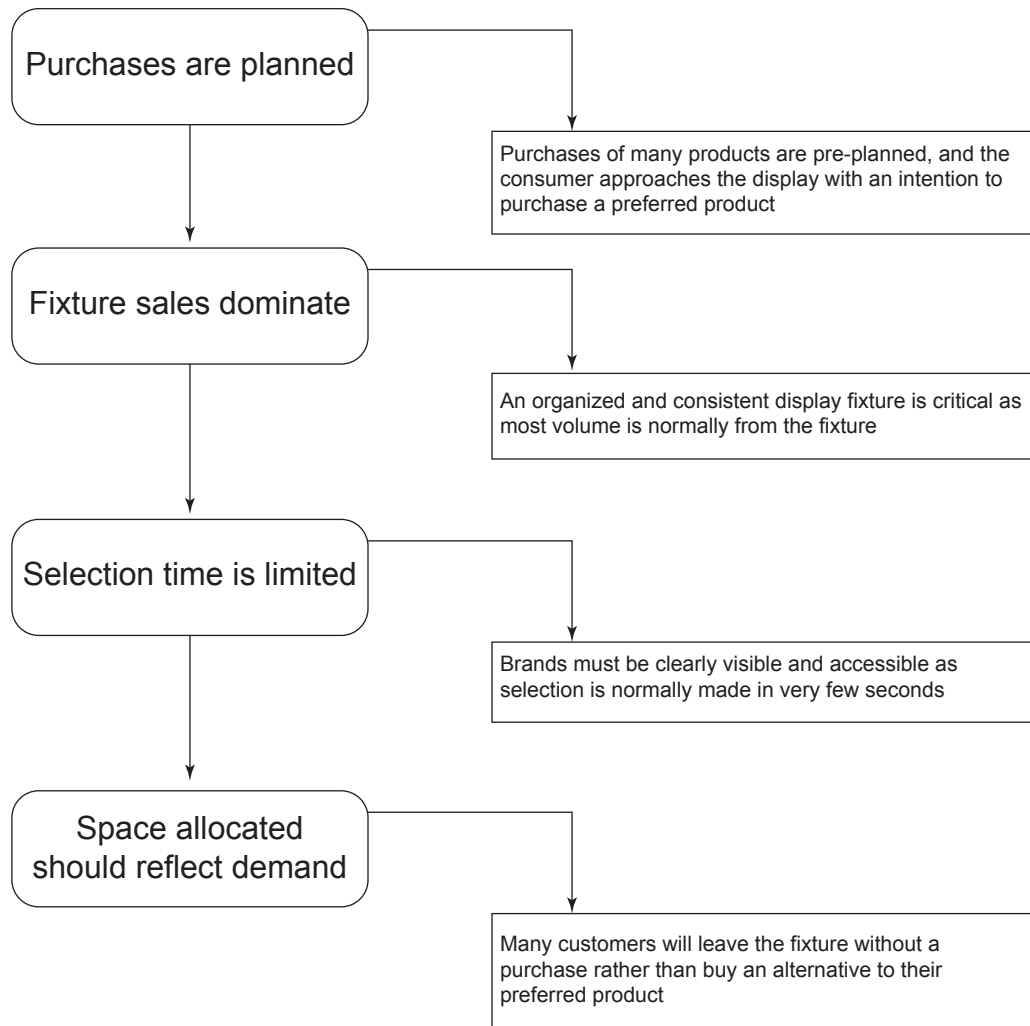 Purchases are planned
Purchases of many products are pre-planned, and the
consumer approaches the display with an intention to
purchase a preferred product
Fixture sales dominate
An organized and consistent display fixture is critical as
most volume is normally from the fixture
Selection time is limited
Brands must be clearly visible and accessible as
selection is normally made in very few seconds
Space allocated
should reflect demand
Many customers will leave the fixture without a
purchase rather than buy an alternative to their
preferred product